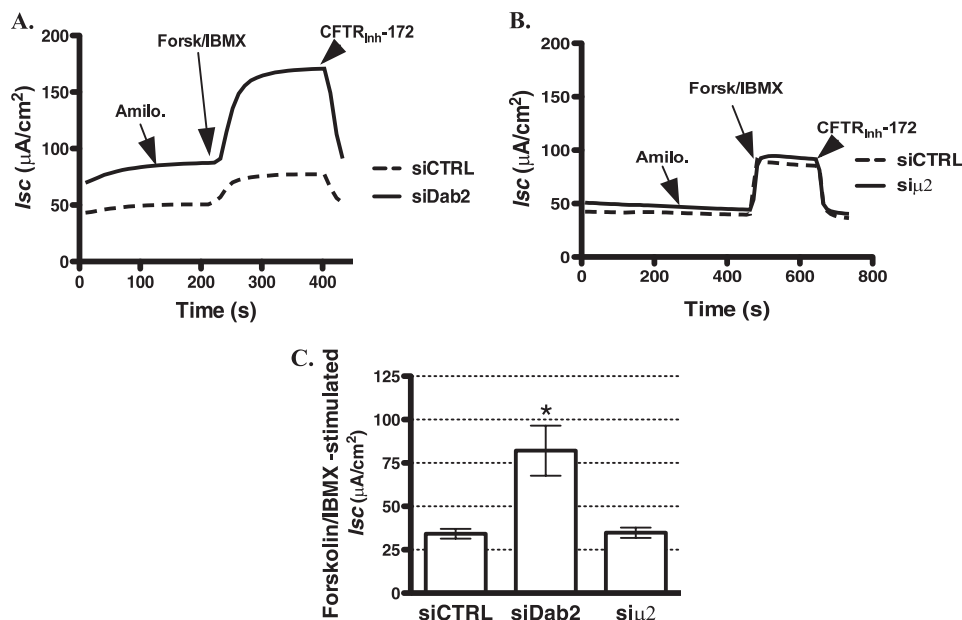 A.
Isc (μA/cm²)
200
150
100
50
0
Amilo.
Forsk/IBMX
CFTRInh-172
siCTRL
siDab2
0 100 200 300 400
Time (s)
B.
Isc (μA/cm²)
200
150
100
50
0
Amilo.
Forsk/IBMX
CFTRInh-172
siCTRL
siμ2
0 200 400 600 800
Time (s)
C.
Forskolin/IBMX -stimulated
Isc (μA/cm²)
125
100
75
50
25
0
*
siCTRL siDab2 siμ2